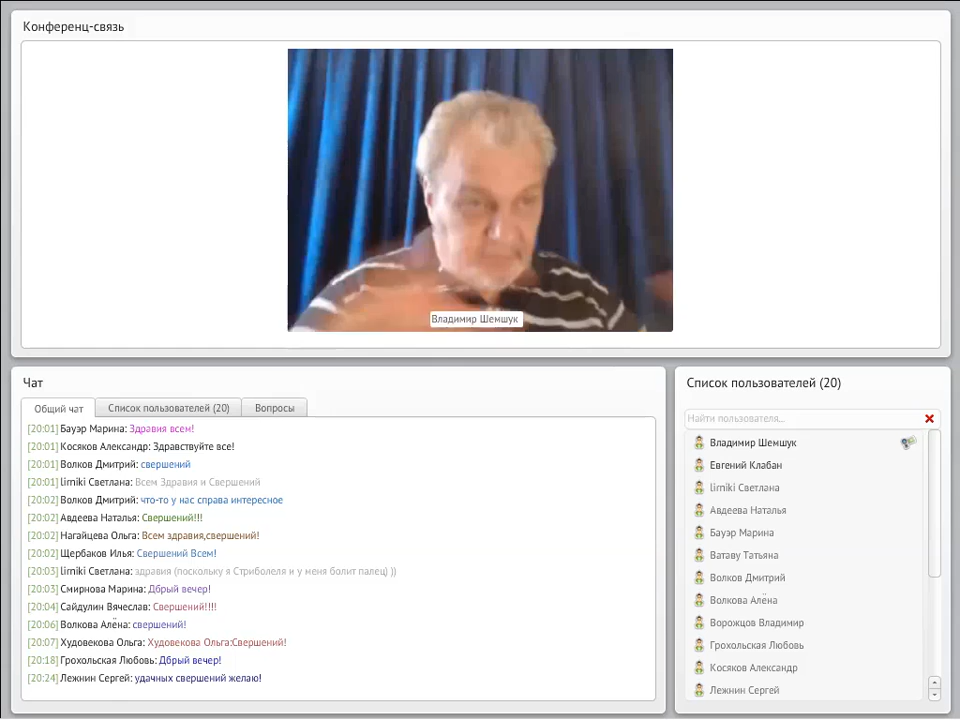 Конференц-связь
Владимир Шемшук
Чат
Общий чат
Список пользователей (20)
Вопросы
[20:01] Бауэр Марина: Здравия всем!
[20:01] Косяков Александр: Здравствуйте все!
[20:01] Волков Дмитрий: свершений
[20:01] lirniki Светлана: Всем Здравия и Свершений
[20:02] Волков Дмитрий: что-то у нас справа интересное
[20:02] Авдеева Наталья: Свершений!!!
[20:02] Нагайцева Ольга: Всем здравия,свершений!
[20:02] Щербаков Илья: Свершений Всем!
[20:03] lirniki Светлана: здравия (поскольку я Стриболеля и у меня болит палец) ))
[20:03] Смирнова Марина: Дбрый вечер!
[20:04] Сайдулин Вячеслав: Свершений!!!!
[20:06] Волкова Алёна: свершений!
[20:07] Худовекова Ольга: Худовекова Ольга:Свершений!
[20:18] Грохольская Любовь: Дбрый вечер!
[20:24] Лежнин Сергей: удачных свершений желаю!
Список пользователей (20)
Найти пользователя...
Владимир Шемшук
Евгений Клабан
lirniki Светлана
Авдеева Наталья
Бауэр Марина
Ватаву Татьяна
Волков Дмитрий
Волкова Алёна
Ворожцов Владимир
Грохольская Любовь
Косяков Александр
Лежнин Сергей